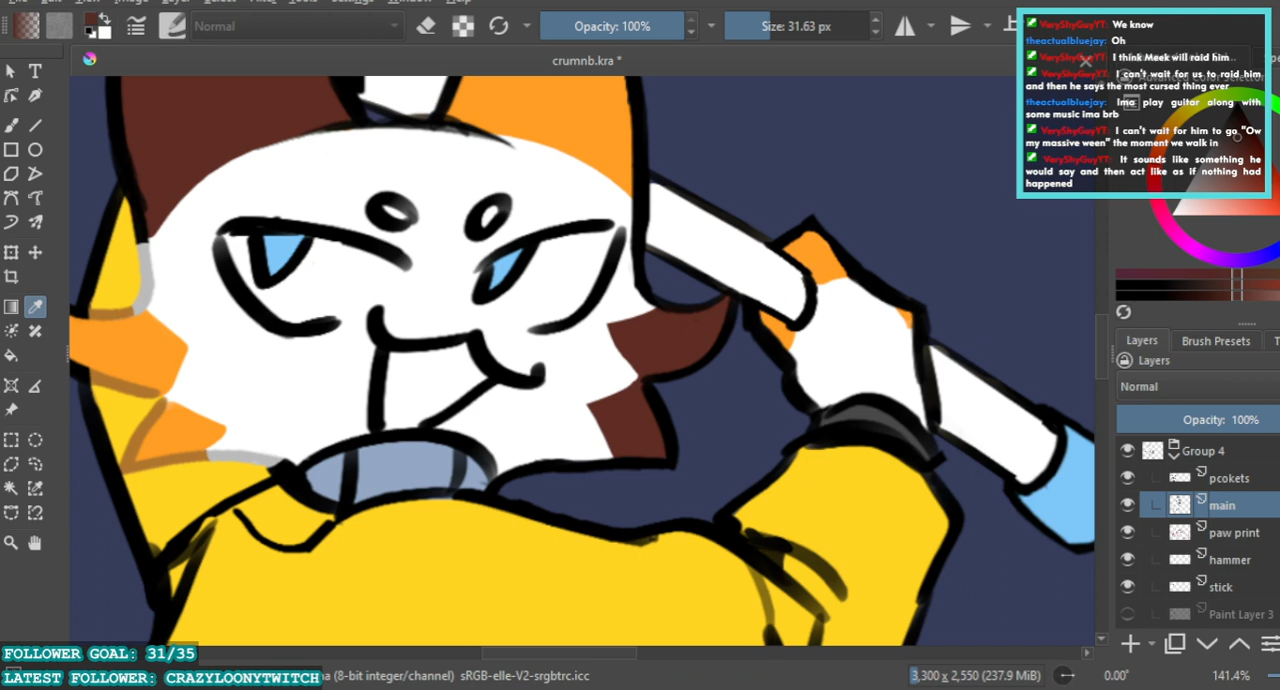 Normal
Opacity: 100%
Size: 31.63 px
crumnb.kra *
VeryShyGuyYT: We know
theactualbluejay: Oh
VeryShyGuyYT: I think Meek will raid him
VeryShyGuyYT: I can't wait for us to raid him
and then he says the most cursed thing ever
theactualbluejay: Ima play guitar along with
some music ima brb
VeryShyGuyYT: I can't wait for him to go "Ow
my massive ween" the moment we walk in
VeryShyGuyYT: It sounds like something he
would say and then act like as if nothing had
happened
Layers
Brush Presets
Layers
Normal
Opacity: 100%
Group 4
pcokets
main
paw print
hammer
stick
Paint Layer 3
FOLLOWER GOAL: 31/35
LATEST FOLLOWER: CRAZYLOONYTWITCH
(8-bit integer/channel) sRGB-elle-V2-srgbtrc.icc
3,300 x 2,550 (237.9 MiB)
0.00°
141.4%